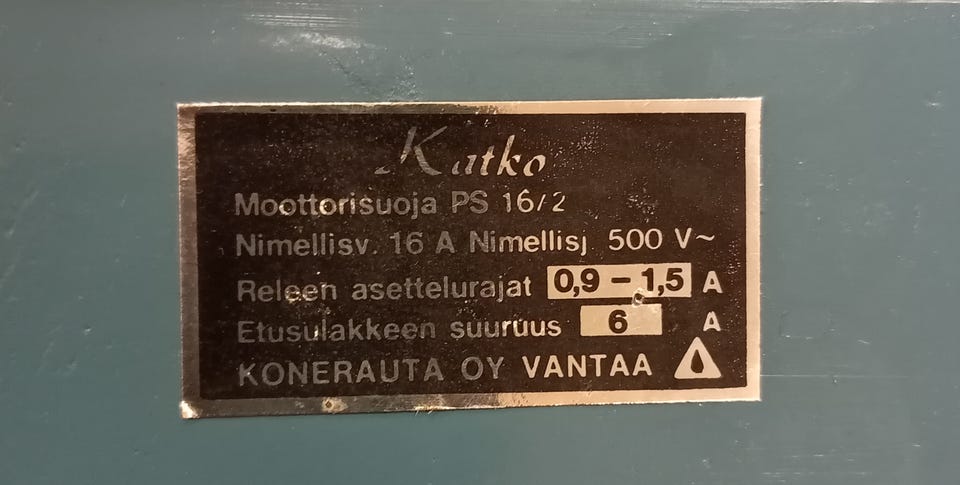 Katko
Moottorisuoja PS 16/2
Nimellisv. 16 A Nimellisj. 500 V~
Releen asettelurajat 0,9 - 1,5 A
Etusulakkeen suuruus 6 A
KONERAUTA OY VANTAA